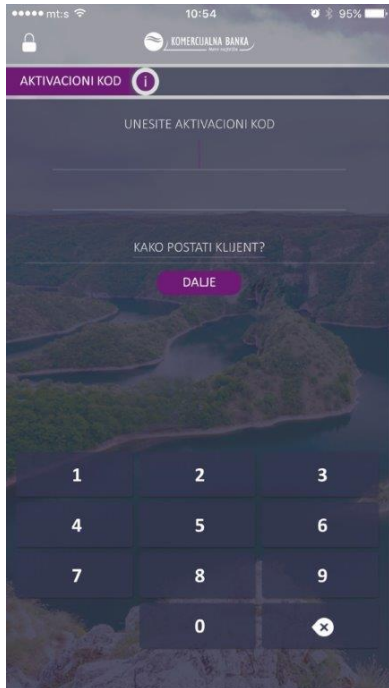 mt:s 10:54 95%
KOMERCIJALNA BANKA
AKTIVACIONI KOD i
UNESITE AKTIVACIONI KOD
KAKO POSTATI KLIJENT?
DALJE
1 2 3
4 5 6
7 8 9
0